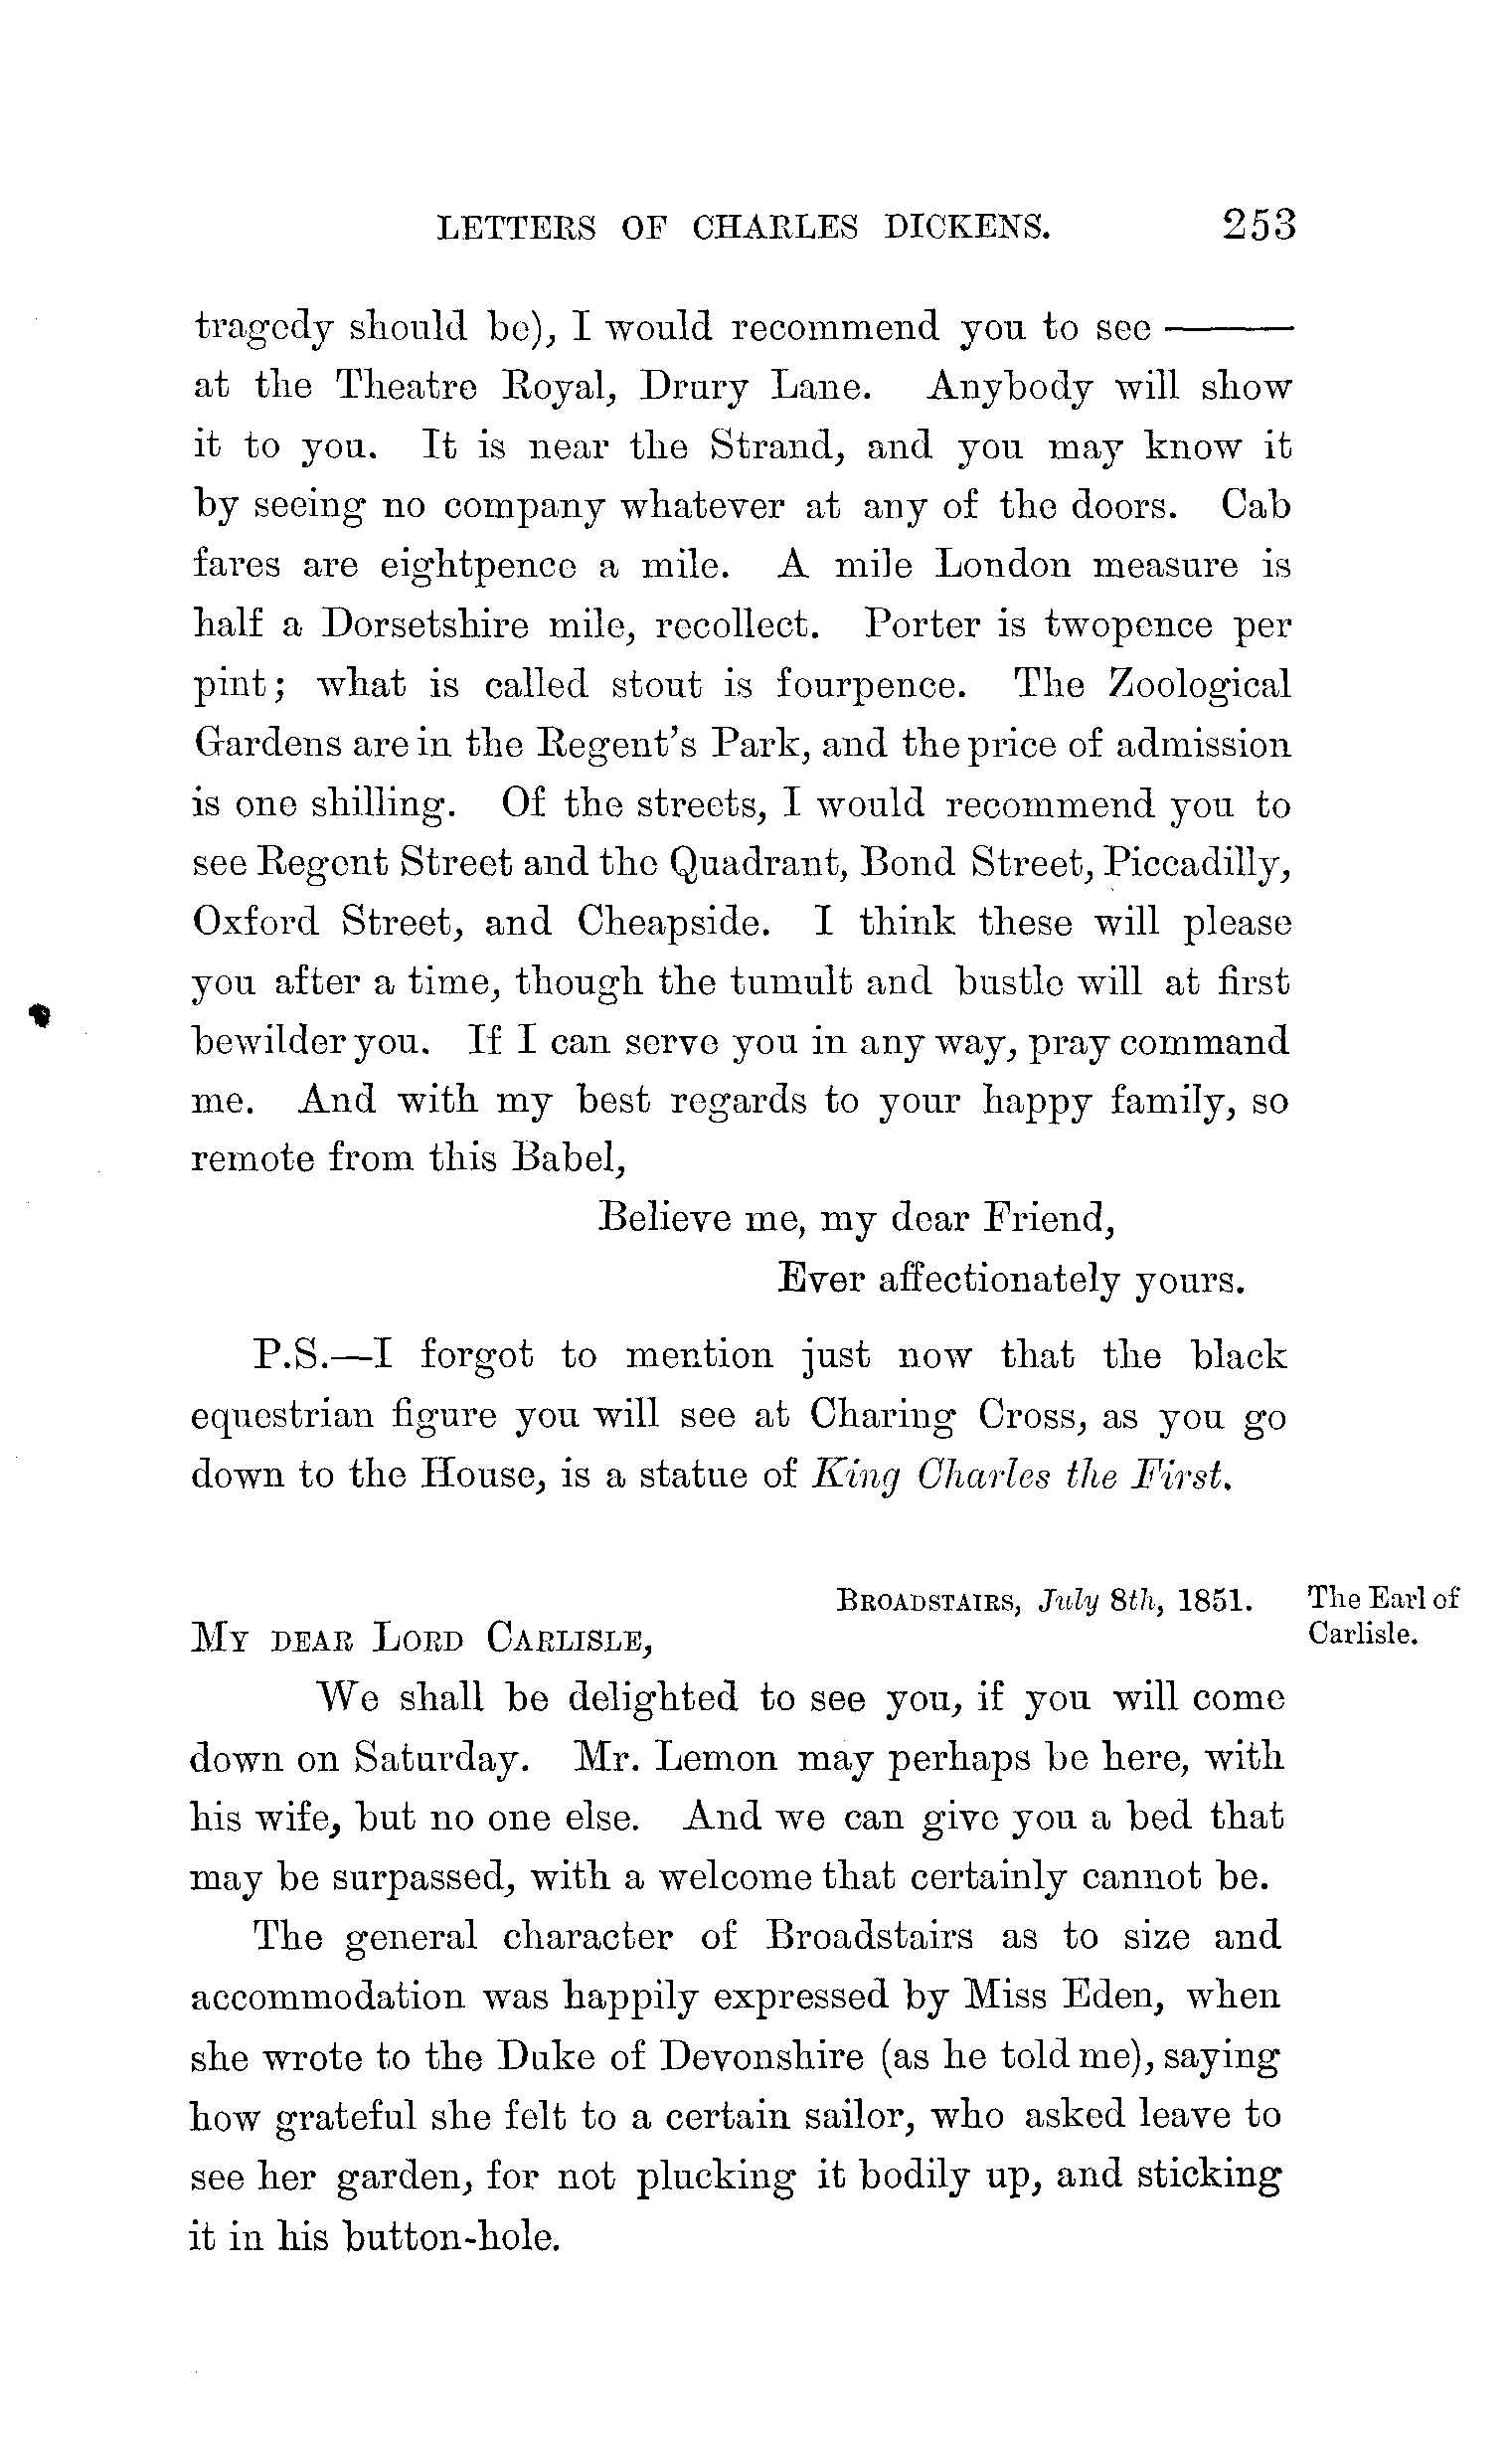 LETTERS OF CHARLES DICKENS. 253
tragedy should be), I would recommend you to see ———
at the Theatre Royal, Drury Lane. Anybody will show
it to you. It is near the Strand, and you may know it
by seeing no company whatever at any of the doors. Cab
fares are eightpence a mile. A mile London measure is
half a Dorsetshire mile, recollect. Porter is twopence per
pint; what is called stout is fourpence. The Zoological
Gardens are in the Regent's Park, and the price of admission
is one shilling. Of the streets, I would recommend you to
see Regent Street and the Quadrant, Bond Street, Piccadilly,
Oxford Street, and Cheapside. I think these will please
you after a time, though the tumult and bustle will at first
bewilder you. If I can serve you in any way, pray command
me. And with my best regards to your happy family, so
remote from this Babel,
Believe me, my dear Friend,
Ever affectionately yours.
P.S.—I forgot to mention just now that the black
equestrian figure you will see at Charing Cross, as you go
down to the House, is a statue of King Charles the First.
BROADSTAIRS, July 8th, 1851.
The Earl of
Carlisle.
MY DEAR LORD CARLISLE,
We shall be delighted to see you, if you will come
down on Saturday. Mr. Lemon may perhaps be here, with
his wife, but no one else. And we can give you a bed that
may be surpassed, with a welcome that certainly cannot be.
The general character of Broadstairs as to size and
accommodation was happily expressed by Miss Eden, when
she wrote to the Duke of Devonshire (as he told me), saying
how grateful she felt to a certain sailor, who asked leave to
see her garden, for not plucking it bodily up, and sticking
it in his button-hole.